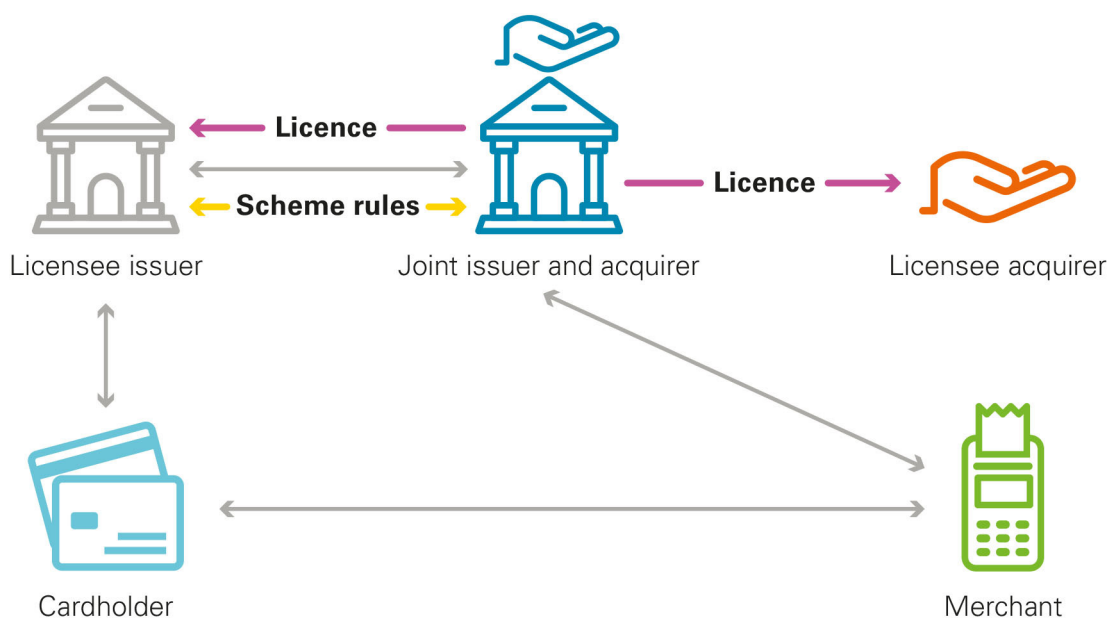 Licence
Licence
Scheme rules
Licensee issuer
Joint issuer and acquirer
Licensee acquirer
Cardholder
Merchant